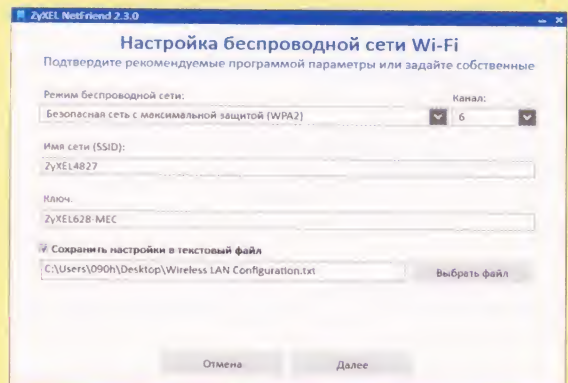 ZyXEL NetFriend 2.3.0
Настройка беспроводной сети Wi-Fi
Подтвердите рекомендуемые программой параметры или задайте собственные
Режим беспроводной сети: Канал:
Безопасная сеть с максимальной защитой (WPA2) 6
Имя сети (SSID):
ZyXEL4827
Ключ:
ZyXEL628-MEC
Сохранить настройки в текстовый файл
C:\Users\090h\Desktop\Wireless LAN Configuration.txt Выбрать файл
Отмена Далее